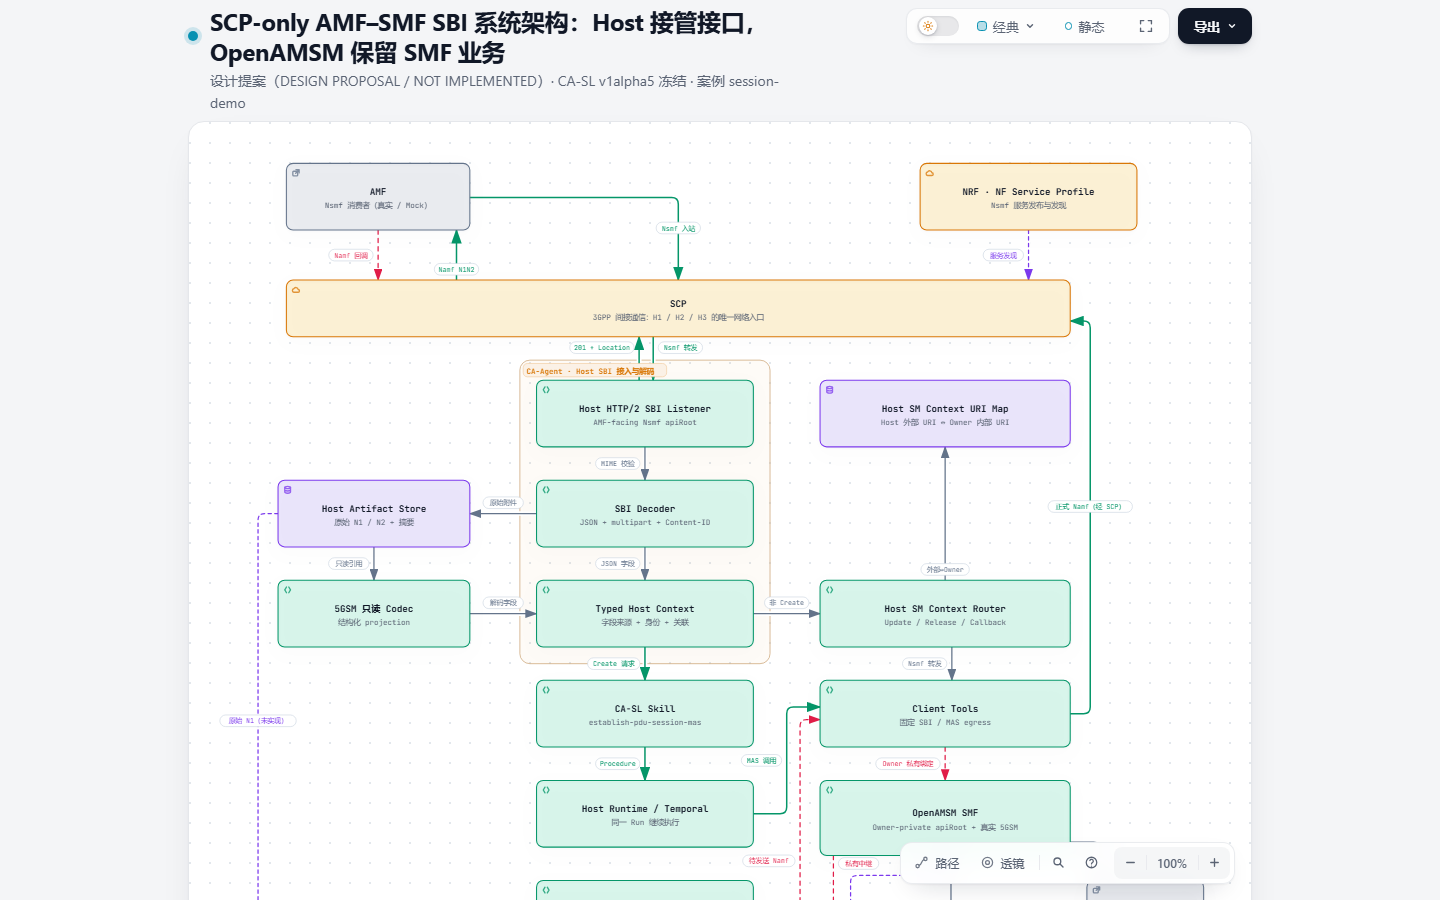 SCP-only AMF–SMF SBI 系统架构：Host 接管接口，
OpenAMSM 保留 SMF 业务
设计提案（DESIGN PROPOSAL / NOT IMPLEMENTED）· CA-SL v1alpha5 冻结 · 案例 session-
demo
经典
静态
导出
AMF
Nsmf 消费者（真实 / Mock）
NRF · NF Service Profile
Nsmf 服务发布与发现
Nsmf 入站
Namf 回调
Namf N1N2
服务发现
SCP
3GPP 间接通信：H1 / H2 / H3 的唯一网络入口
201 + Location
Nsmf 转发
CA-Agent · Host SBI 接入与解码
Host HTTP/2 SBI Listener
AMF-facing Nsmf apiRoot
Host SM Context URI Map
Host 外部 URI ↔ Owner 内部 URI
MIME 校验
Host Artifact Store
原始 N1 / N2 + 摘要
原始附件
SBI Decoder
JSON + multipart + Content-ID
正式 Namf（经 SCP）
只读引用
JSON 字段
外部↔Owner
5GSM 只读 Codec
结构化 projection
解码字段
Typed Host Context
字段来源 + 身份 + 关联
非 Create
Host SM Context Router
Update / Release / Callback
Create 请求
Nsmf 转发
CA-SL Skill
establish-pdu-session-mas
Client Tools
固定 SBI / MAS egress
原始 N1（未实现）
Procedure
MAS 调用
Owner 私有绑定
Host Runtime / Temporal
同一 Run 继续执行
OpenAMSM SMF
Owner-private apiRoot + 真实 5GSM
待发送 Namf
私有中继
路径
透镜
100%